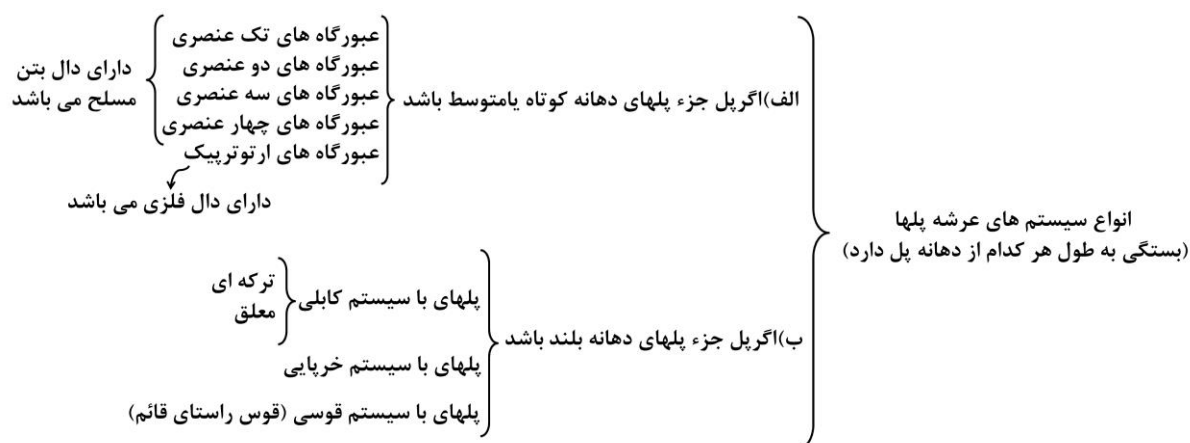 انواع سیستم های عرشه پلها
(بستگی به طول هر کدام از دهانه پل دارد)
الف)اگرپل جزء پلهای دهانه کوتاه یامتوسط باشد
عبورگاه های تک عنصری
عبورگاه های دو عنصری
عبورگاه های سه عنصری
عبورگاه های چهار عنصری
عبورگاه های ارتوترپیک
دارای دال بتن
مسلح می باشد
دارای دال فلزی می باشد
ب)اگرپل جزء پلهای دهانه بلند باشد
پلهای با سیستم کابلی
ترکه ای
معلق
پلهای با سیستم خرپایی
پلهای با سیستم قوسی (قوس راستای قائم)